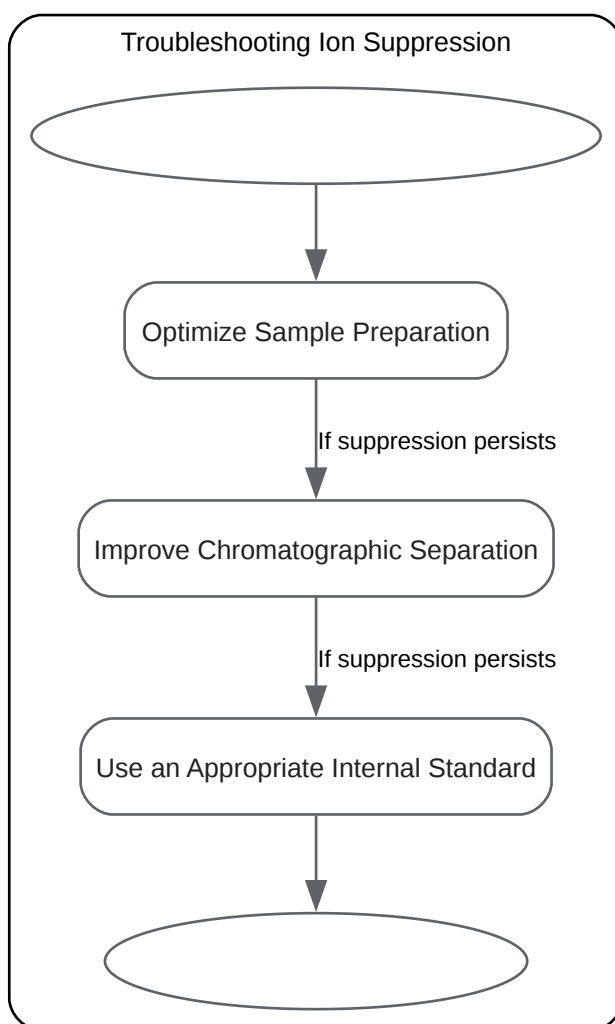 Troubleshooting Ion Suppression
Optimize Sample Preparation
If suppression persists
Improve Chromatographic Separation
If suppression persists
Use an Appropriate Internal Standard